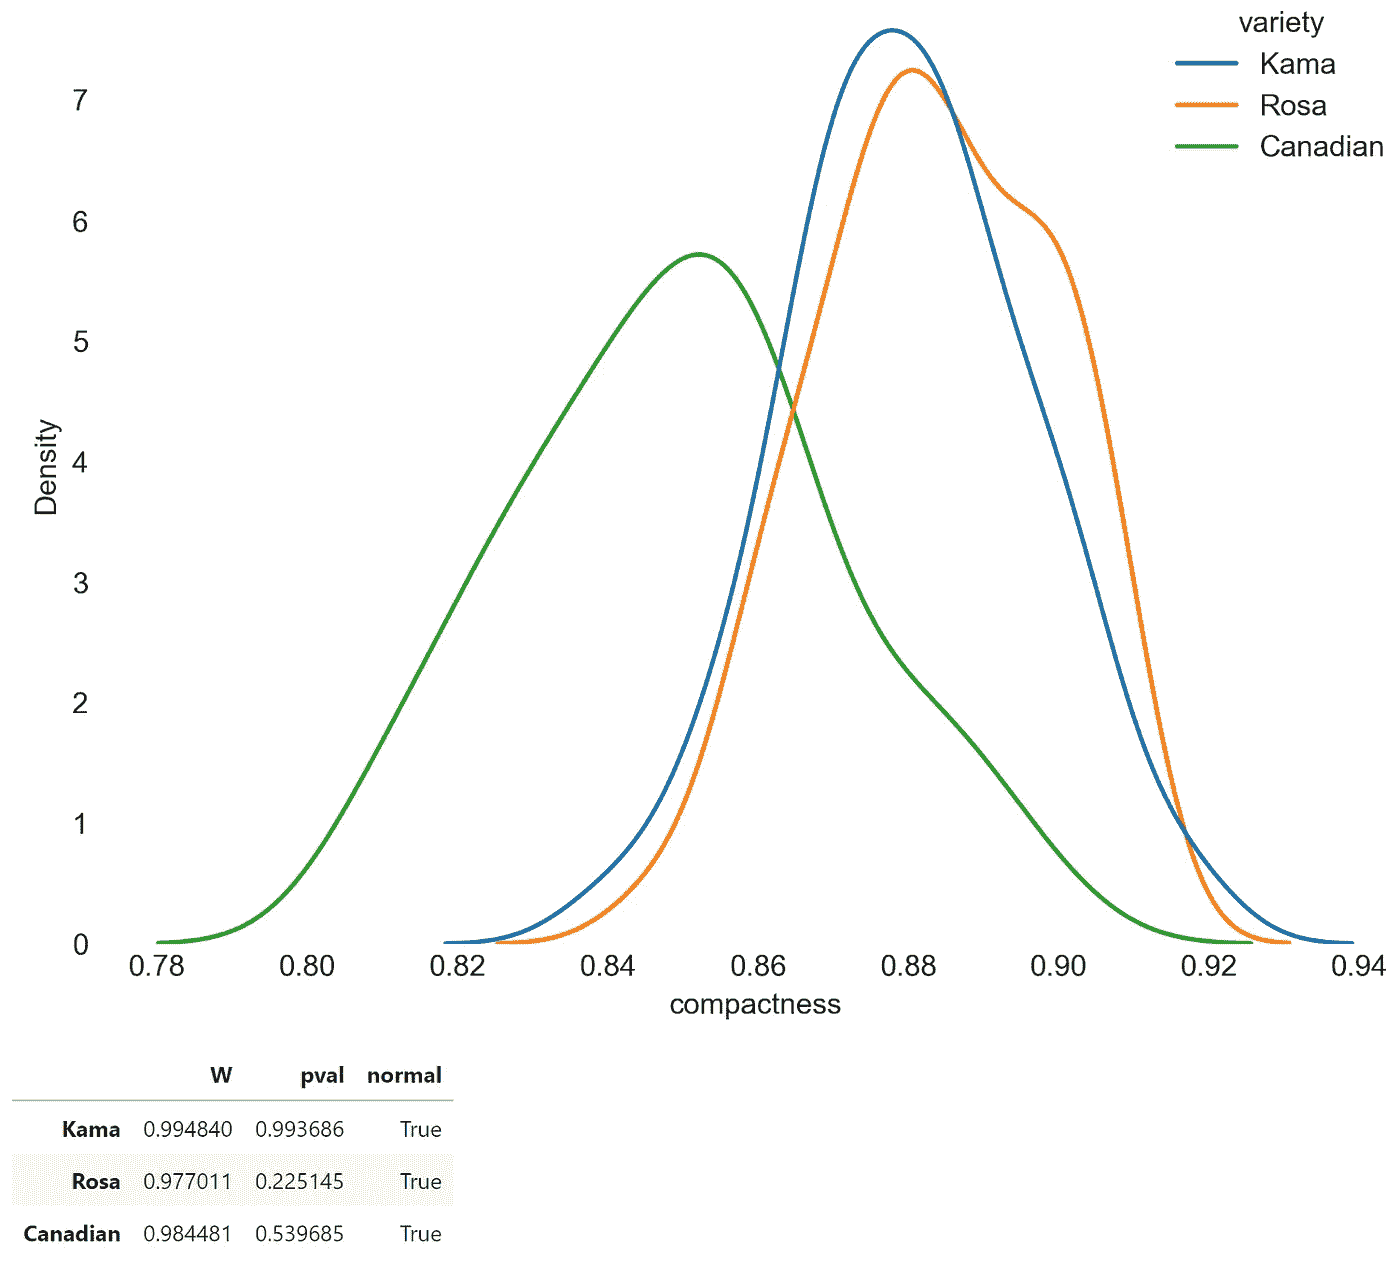 variety
Kama
Rosa
Canadian
7
6
5
4
3
2
1
0
Density
0.78 0.80 0.82 0.84 0.86 0.88 0.90 0.92 0.94
compactness
W pval normal
Kama 0.994840 0.993686 True
Rosa 0.977011 0.225145 True
Canadian 0.984481 0.539685 True